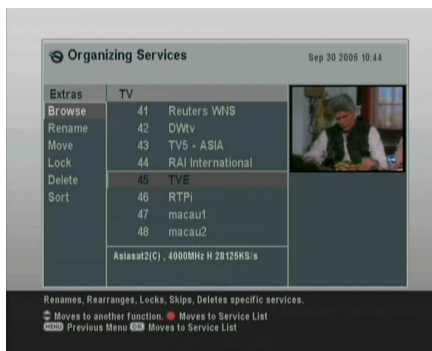 Organizing Services
Sep 30 2005 10:44
Extras
TV
Browse
41 Reuters WNS
Rename
42 DWtv
Move
43 TV5 - ASIA
Lock
44 RAI International
Delete
45 TVE
Sort
46 RTPi
47 macau1
48 macau2
Asiasat2(C) , 4000MHz H 28125KS/s
Renames, Rearranges, Locks, Skips, Deletes specific services.
Moves to another function. Moves to Service List
MENU Previous Menu OK Moves to Service List